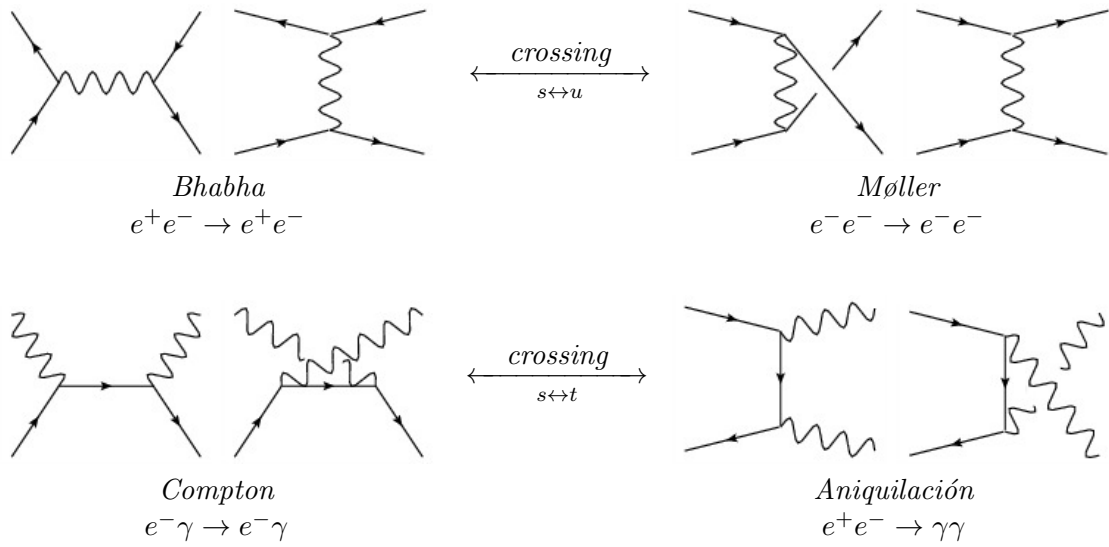 crossing
s↔u
Bhabha
e⁺e⁻ → e⁺e⁻
Møller
e⁻e⁻ → e⁻e⁻
crossing
s↔t
Compton
e⁻γ → e⁻γ
Aniquilación
e⁺e⁻ → γγ